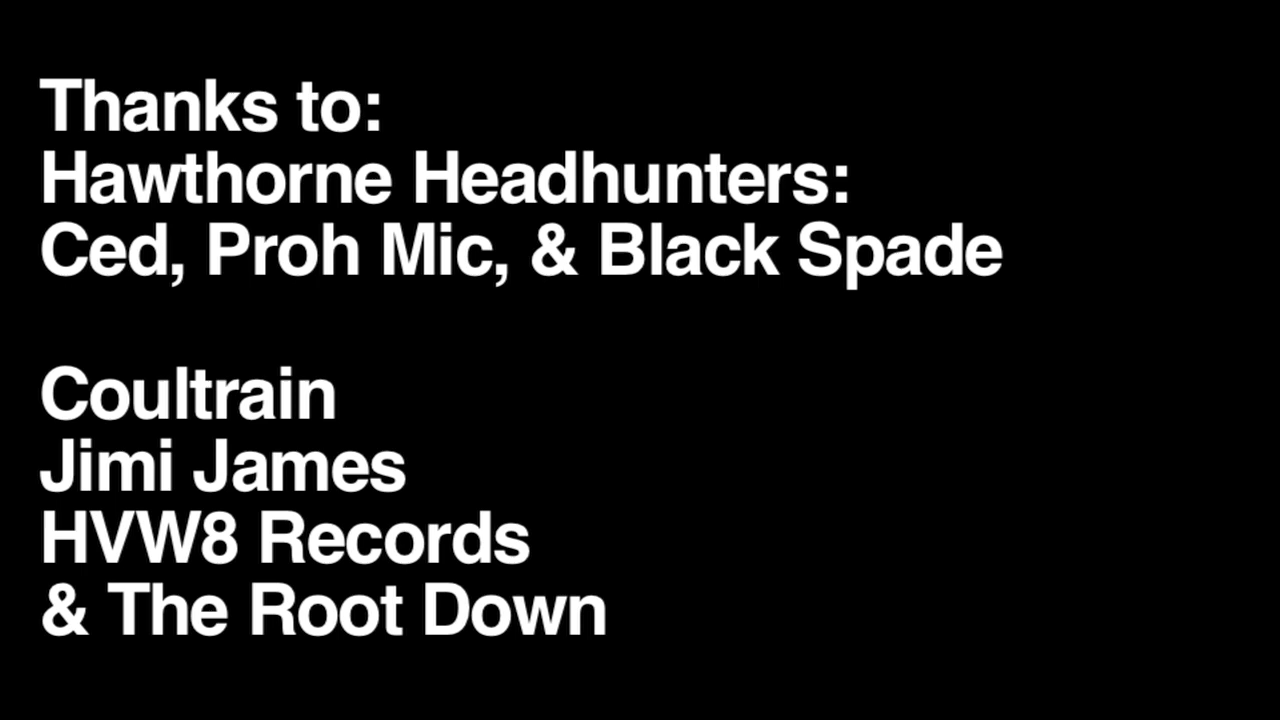 Thanks to:
Hawthorne Headhunters:
Ced, Proh Mic, & Black Spade
Coultrain
Jimi James
HVW8 Records
& The Root Down